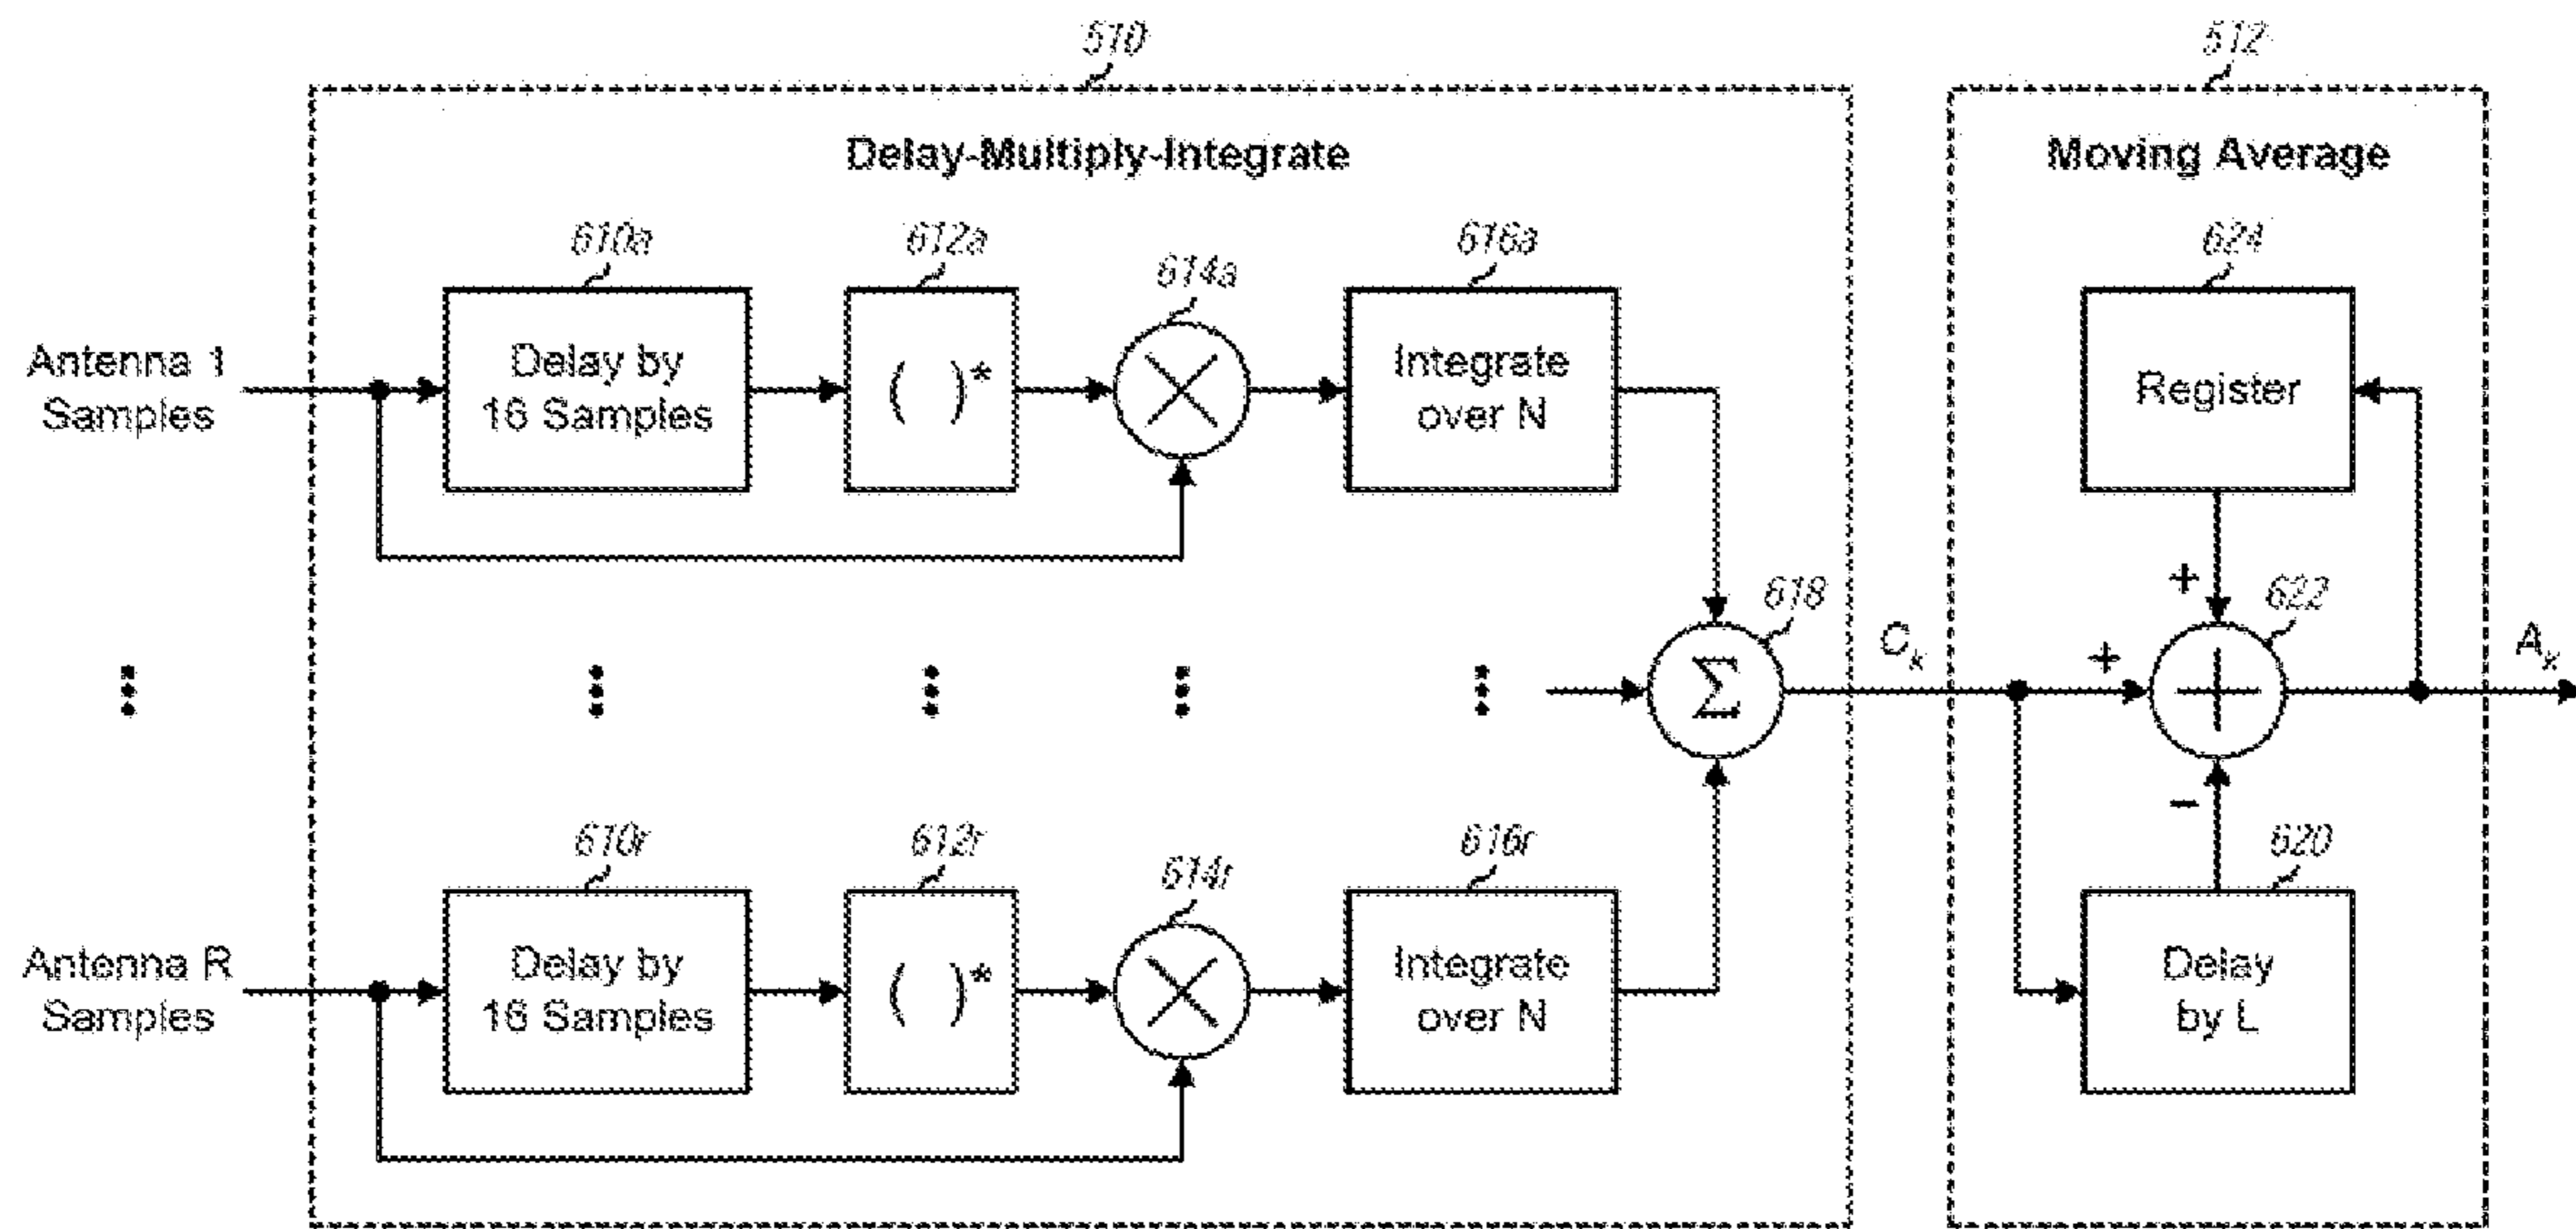 510
512
Delay-Multiply-Integrate
Moving Average
610a
612a
614a
616a
624
Antenna 1
Samples
Delay by
16 Samples
( )*
Integrate
over N
Register
+
618
622
Σ
C_k
+
A_k
−
610r
612r
614r
616r
620
Antenna R
Samples
Delay by
16 Samples
( )*
Integrate
over N
Delay
by L